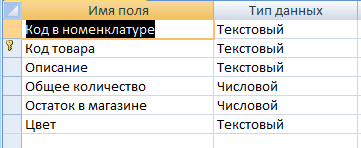 Имя поля Тип данных
Код в номенклатуре Текстовый
Код товара Текстовый
Описание Текстовый
Общее количество Числовой
Остаток в магазине Числовой
Цвет Текстовый